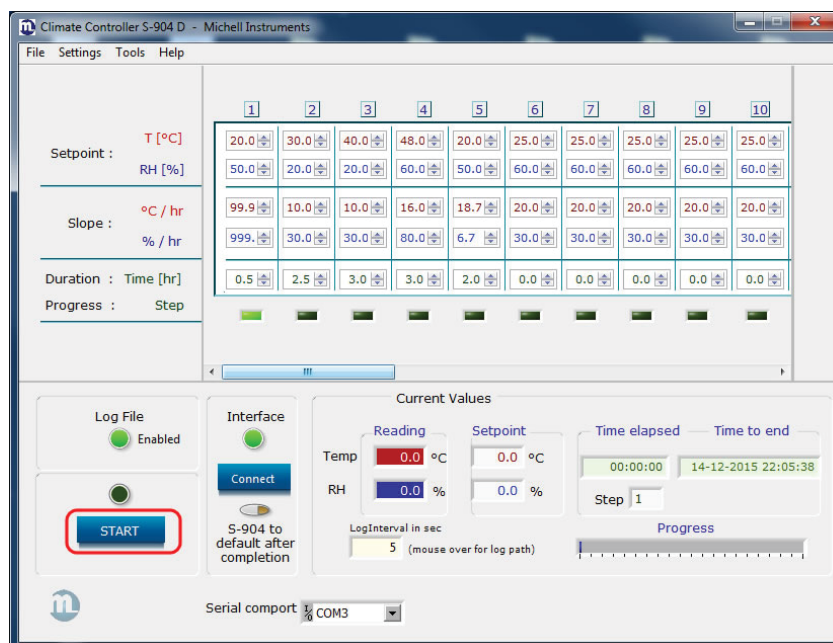 Climate Controller S-904 D - Michell Instruments
File Settings Tools Help
1 2 3 4 5 6 7 8 9 10
Setpoint :
T [°C] 20.0 30.0 40.0 48.0 20.0 25.0 25.0 25.0 25.0 25.0
RH [%] 50.0 20.0 20.0 60.0 50.0 60.0 60.0 60.0 60.0 60.0
Slope :
°C / hr 99.9 10.0 10.0 16.0 18.7 20.0 20.0 20.0 20.0 20.0
% / hr 999. 30.0 30.0 80.0 6.7 30.0 30.0 30.0 30.0 30.0
Duration : Time [hr] 0.5 2.5 3.0 3.0 2.0 0.0 0.0 0.0 0.0 0.0
Progress : Step
Log File
Enabled
START
Interface
Connect
S-904 to
default after
completion
Current Values
Reading Setpoint
Temp 0.0 °C 0.0 °C
RH 0.0 % 0.0 %
LogInterval in sec
5 (mouse over for log path)
Time elapsed Time to end
00:00:00 14-12-2015 22:05:38
Step 1
Progress
Serial comport I/O COM3